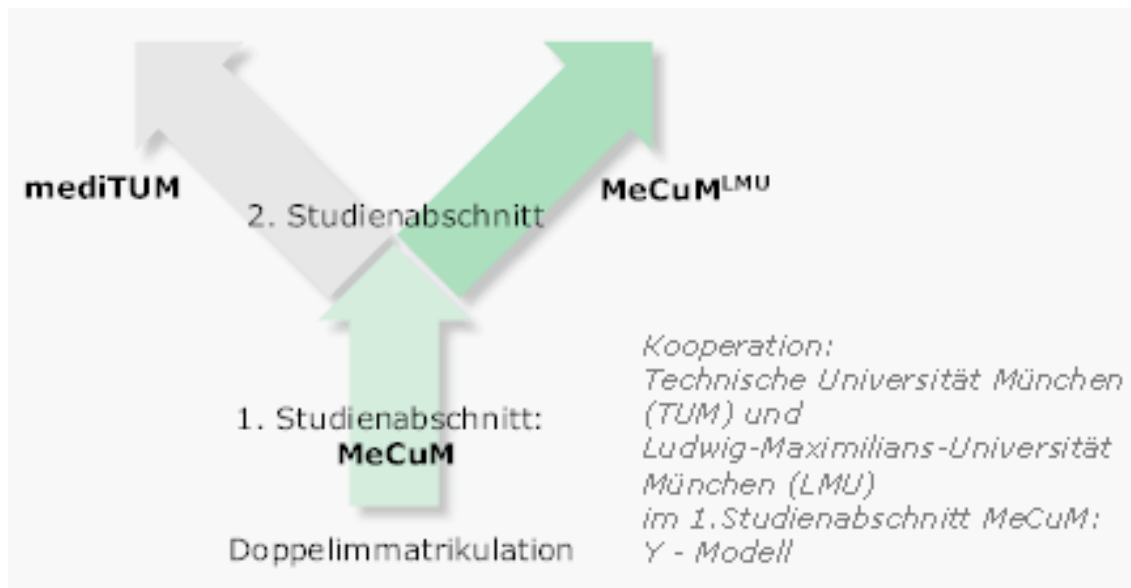 mediTUM
MeCuM^LMU
2. Studienabschnitt
1. Studienabschnitt:
MeCuM
Doppelimmatrikulation
Kooperation:
Technische Universität München
(TUM) und
Ludwig-Maximilians-Universität
München (LMU)
im 1.Studienabschnitt MeCuM:
Y - Modell